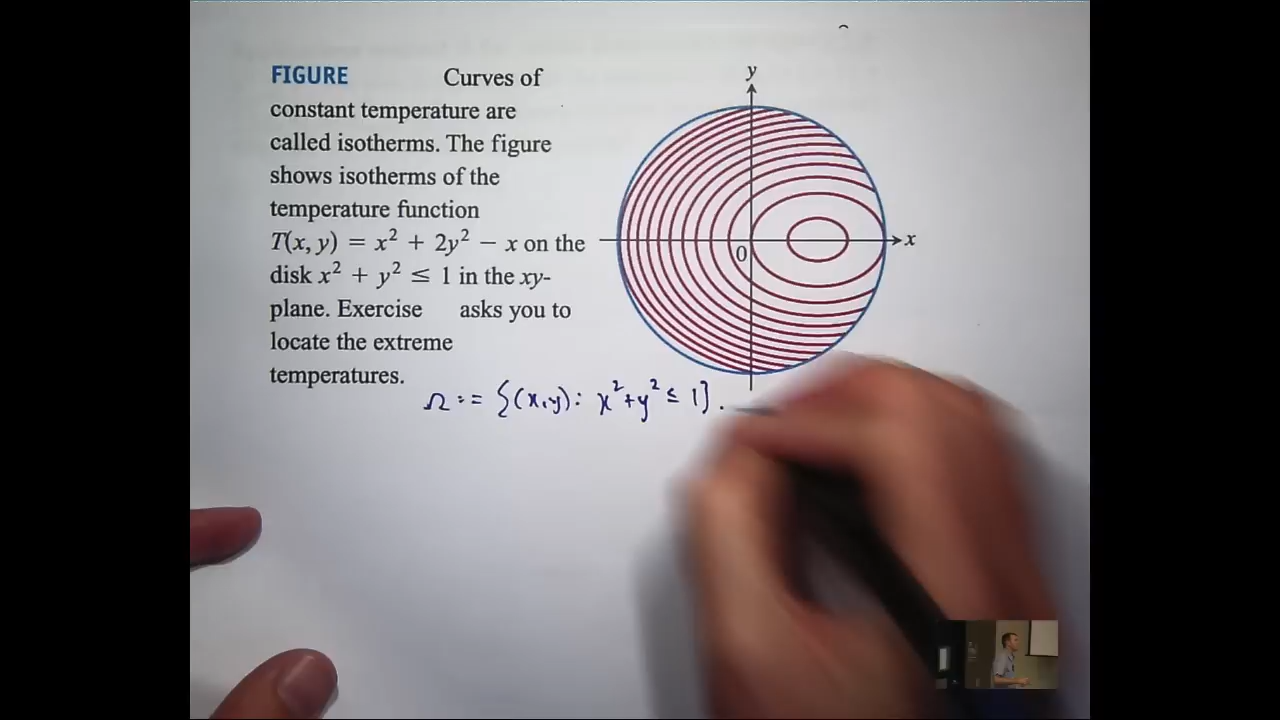 FIGURE Curves of
constant temperature are
called isotherms. The figure
shows isotherms of the
temperature function
T(x, y) = x² + 2y² − x on the
disk x² + y² ≤ 1 in the xy-
plane. Exercise asks you to
locate the extreme
temperatures.
y
0
x
Ω := {(x,y): x²+y² ≤ 1}.